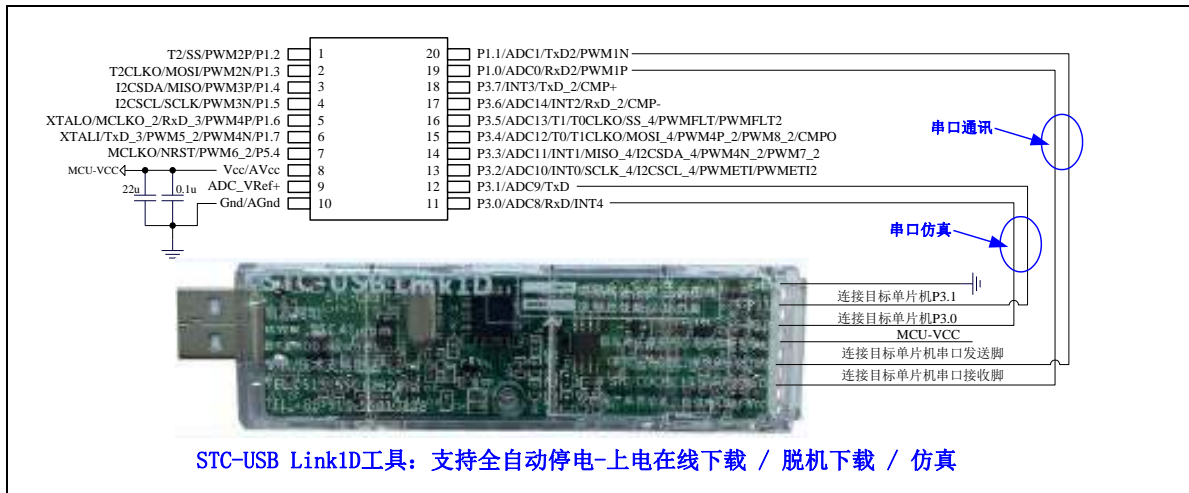 T2/SS/PWM2P/P1.2 1
T2CLKO/MOSI/PWM2N/P1.3 2
I2CSDA/MISO/PWM3P/P1.4 3
I2CSCL/SCLK/PWM3N/P1.5 4
XTALO/MCLKO_2/RxD_3/PWM4P/P1.6 5
XTALI/TxD_3/PWM5_2/PWM4N/P1.7 6
MCLKO/NRST/PWM6_2/P5.4 7
MCU-VCC Vcc/AVcc 8
ADC_VRef+ 9
Gnd/AGnd 10
22u 0.1u
20 P1.1/ADC1/TxD2/PWM1N
19 P1.0/ADC0/RxD2/PWM1P
18 P3.7/INT3/TxD_2/CMP+
17 P3.6/ADC14/INT2/RxD_2/CMP-
16 P3.5/ADC13/T1/T0CLKO/SS_4/PWMFLT/PWMFLT2
15 P3.4/ADC12/T0/T1CLKO/MOSI_4/PWM4P_2/PWM8_2/CMPO
14 P3.3/ADC11/INT1/MISO_4/I2CSDA_4/PWM4N_2/PWM7_2
13 P3.2/ADC10/INT0/SCLK_4/I2CSCL_4/PWMETI/PWMETI2
12 P3.1/ADC9/TxD
11 P3.0/ADC8/RxD/INT4
串口通讯
串口仿真
STC-USB Link1D
连接目标单片机P3.1
连接目标单片机P3.0
MCU-VCC
连接目标单片机串口发送脚
连接目标单片机串口接收脚
STC-USB Link1D工具：支持全自动停电-上电在线下载 / 脱机下载 / 仿真